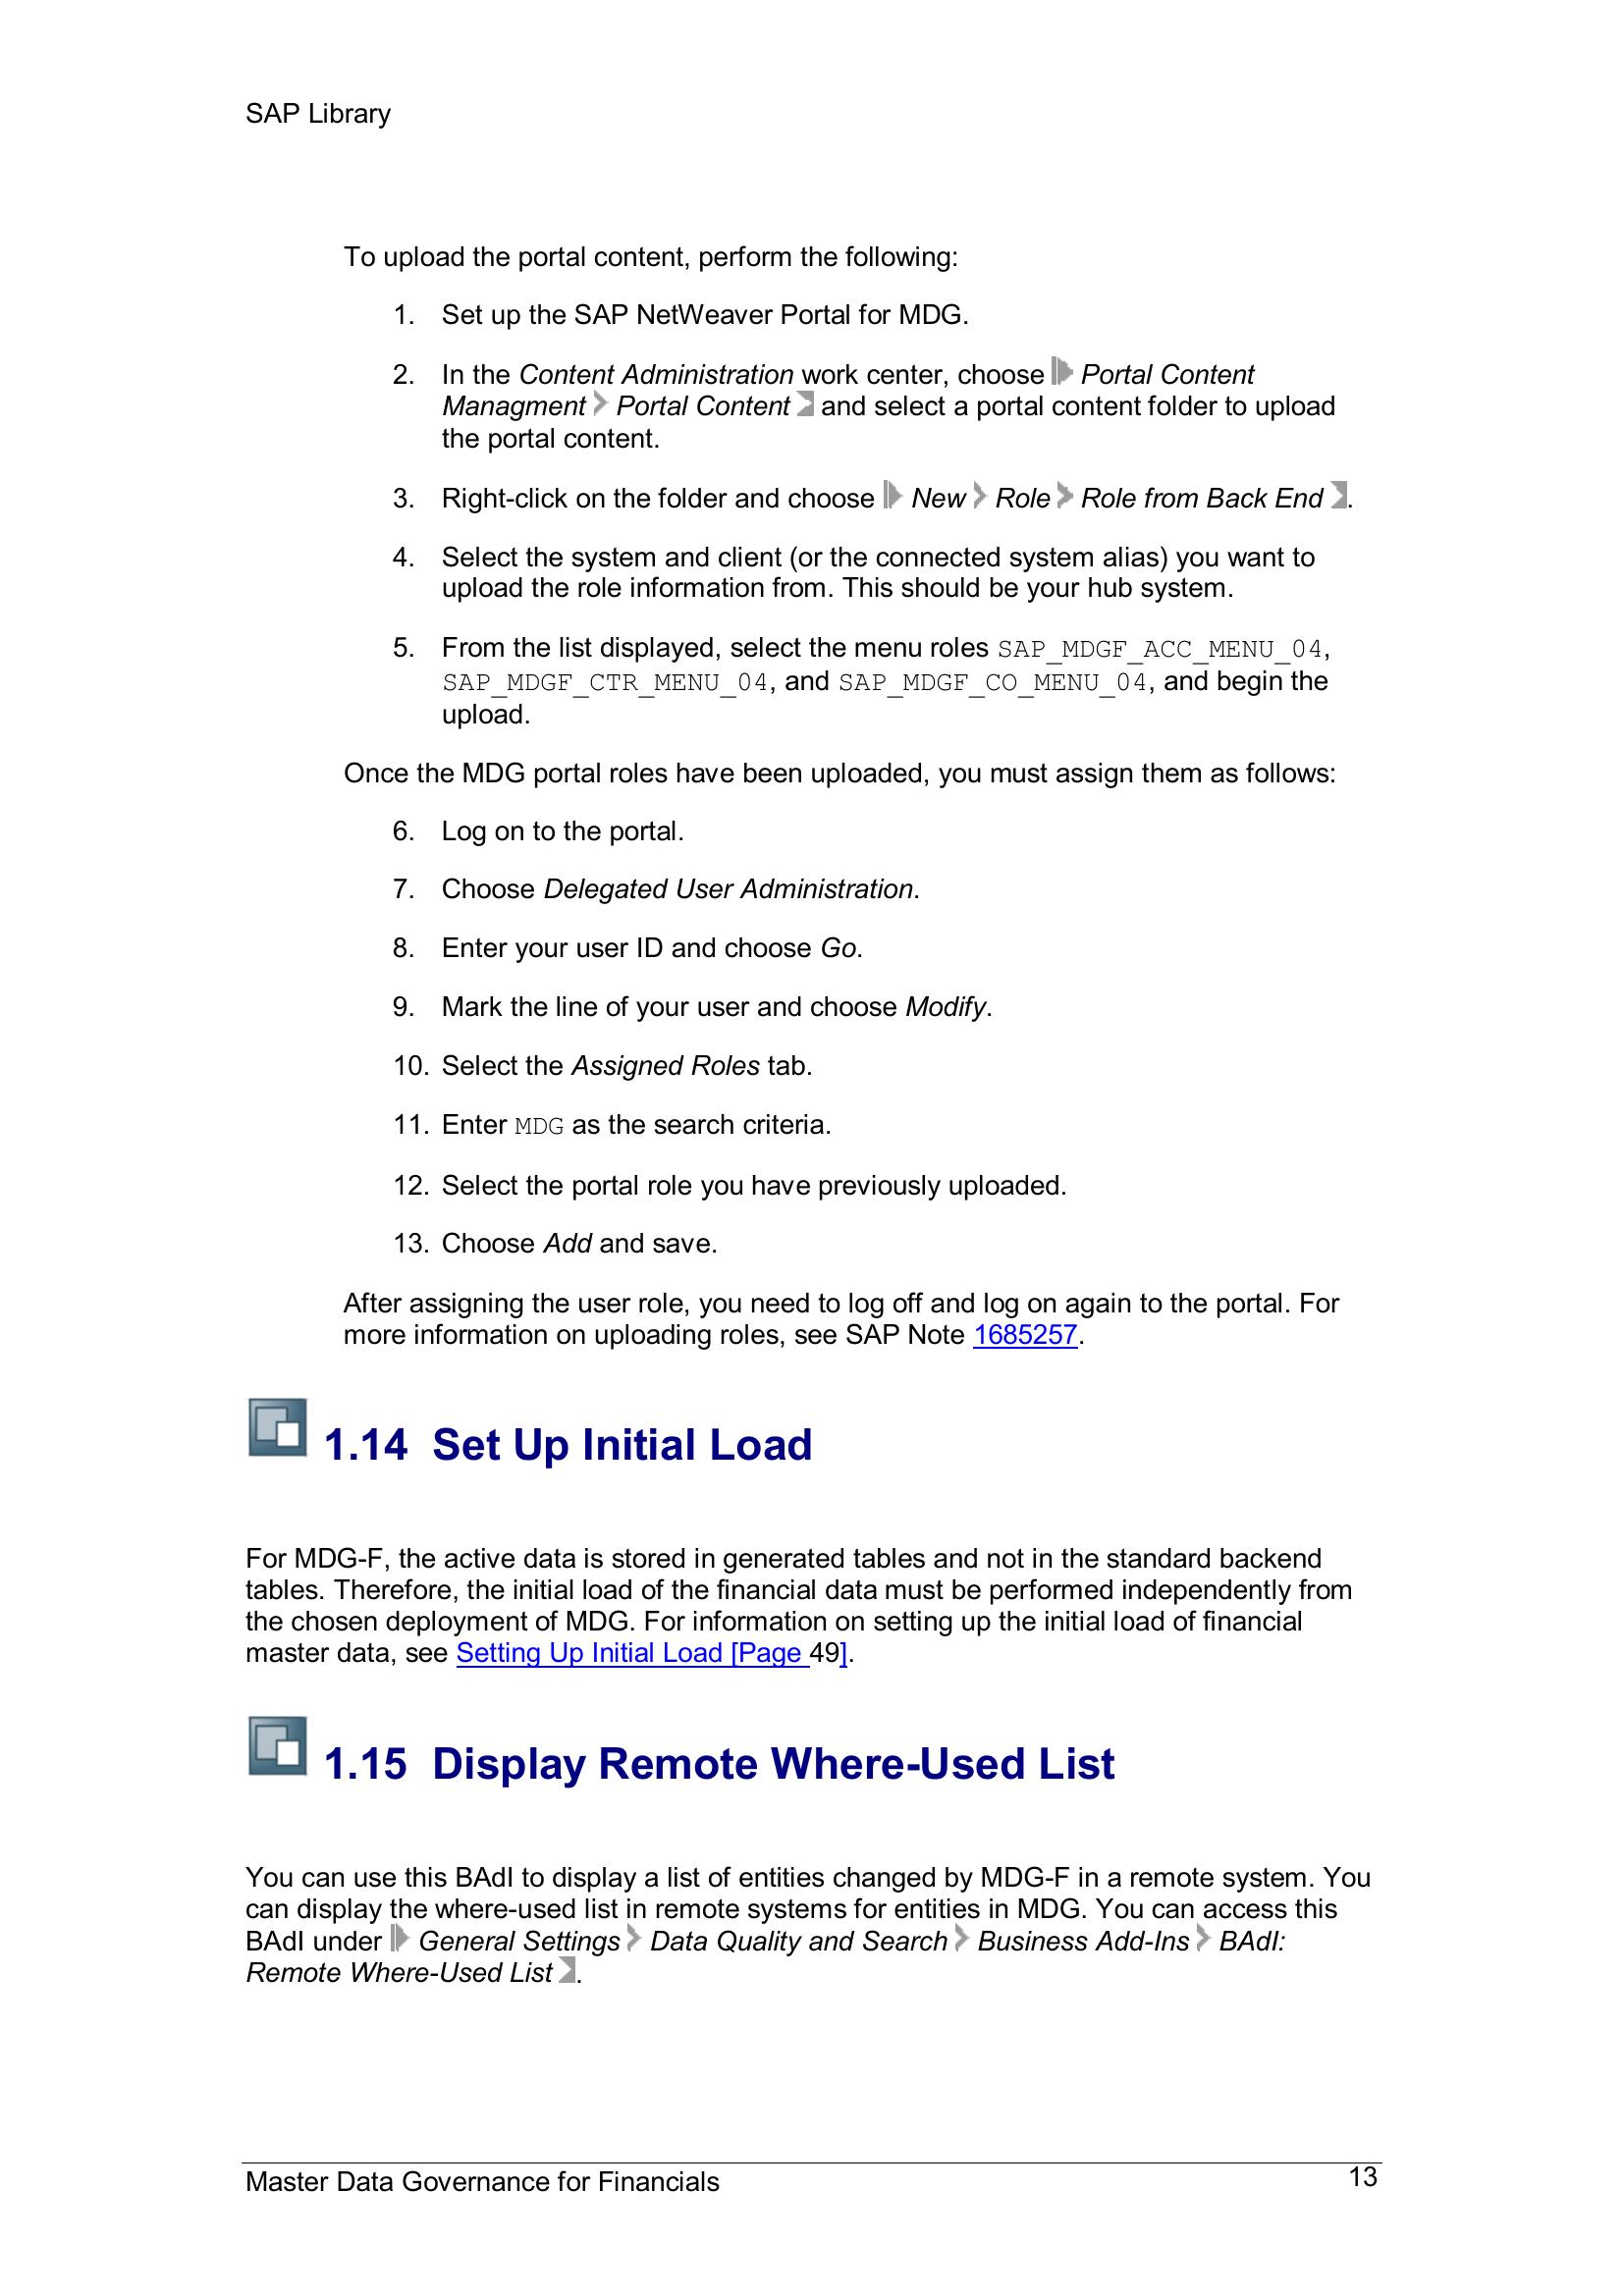 SAP Library
To upload the portal content, perform the following:
1. Set up the SAP NetWeaver Portal for MDG.
2. In the Content Administration work center, choose Portal Content
Managment Portal Content and select a portal content folder to upload
the portal content.
3. Right-click on the folder and choose New Role Role from Back End .
4. Select the system and client (or the connected system alias) you want to
upload the role information from. This should be your hub system.
5. From the list displayed, select the menu roles SAP_MDGF_ACC_MENU_04,
SAP_MDGF_CTR_MENU_04, and SAP_MDGF_CO_MENU_04, and begin the
upload.
Once the MDG portal roles have been uploaded, you must assign them as follows:
6. Log on to the portal.
7. Choose Delegated User Administration.
8. Enter your user ID and choose Go.
9. Mark the line of your user and choose Modify.
10. Select the Assigned Roles tab.
11. Enter MDG as the search criteria.
12. Select the portal role you have previously uploaded.
13. Choose Add and save.
After assigning the user role, you need to log off and log on again to the portal. For
more information on uploading roles, see SAP Note 1685257.
1.14 Set Up Initial Load
For MDG-F, the active data is stored in generated tables and not in the standard backend
tables. Therefore, the initial load of the financial data must be performed independently from
the chosen deployment of MDG. For information on setting up the initial load of financial
master data, see Setting Up Initial Load [Page 49].
1.15 Display Remote Where-Used List
You can use this BAdI to display a list of entities changed by MDG-F in a remote system. You
can display the where-used list in remote systems for entities in MDG. You can access this
BAdI under General Settings Data Quality and Search Business Add-Ins BAdI:
Remote Where-Used List .
Master Data Governance for Financials 13